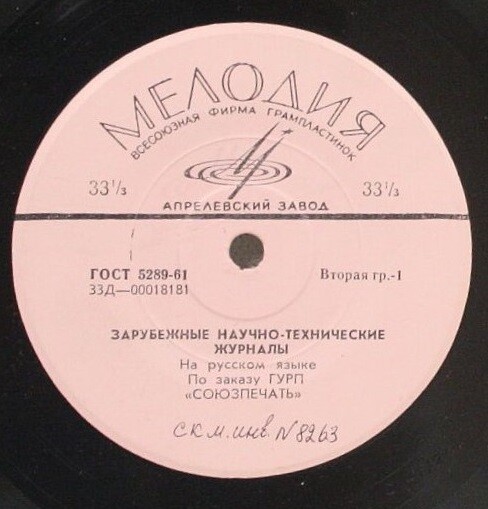 МЕЛОДИЯ
ВСЕСОЮЗНАЯ ФИРМА ГРАМПЛАСТИНОК
33⅓ 33⅓
АПРЕЛЕВСКИЙ ЗАВОД
ГОСТ 5289-61 Вторая гр.-1
33Д—00018181
ЗАРУБЕЖНЫЕ НАУЧНО-ТЕХНИЧЕСКИЕ
ЖУРНАЛЫ
На русском языке
По заказу ГУРП
«СОЮЗПЕЧАТЬ»
СКМ. инв. N 8263